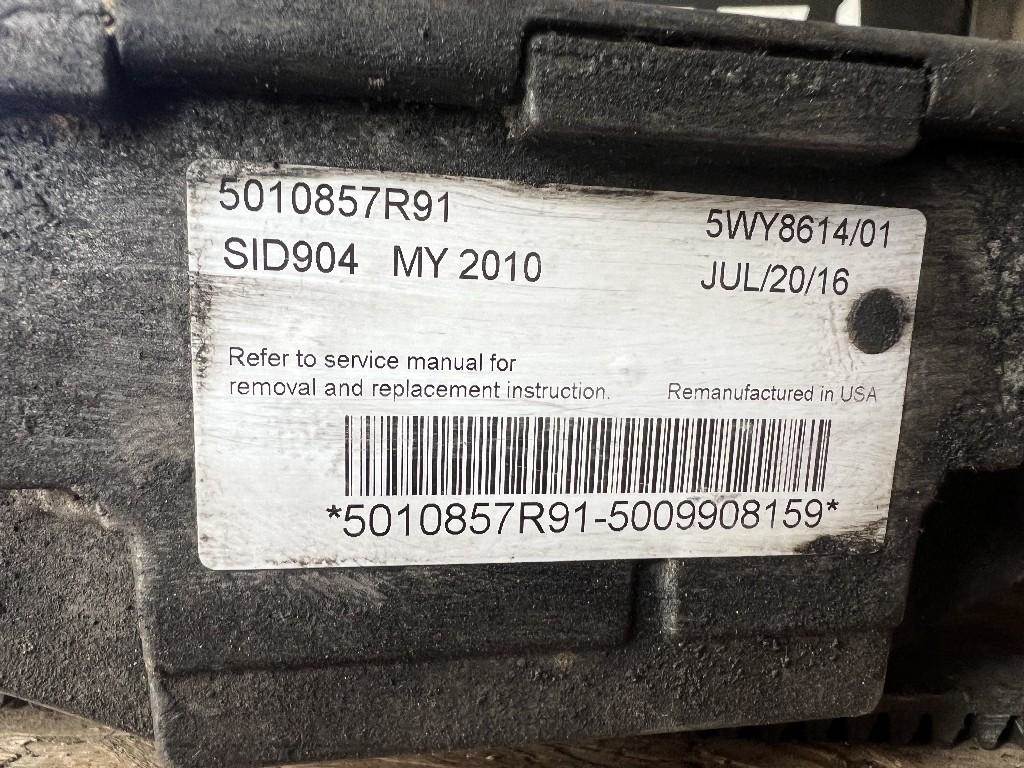 5010857R91
5WY8614/01
SID904 MY 2010
JUL/20/16
Refer to service manual for
removal and replacement instruction.
Remanufactured in USA
*5010857R91-5009908159*